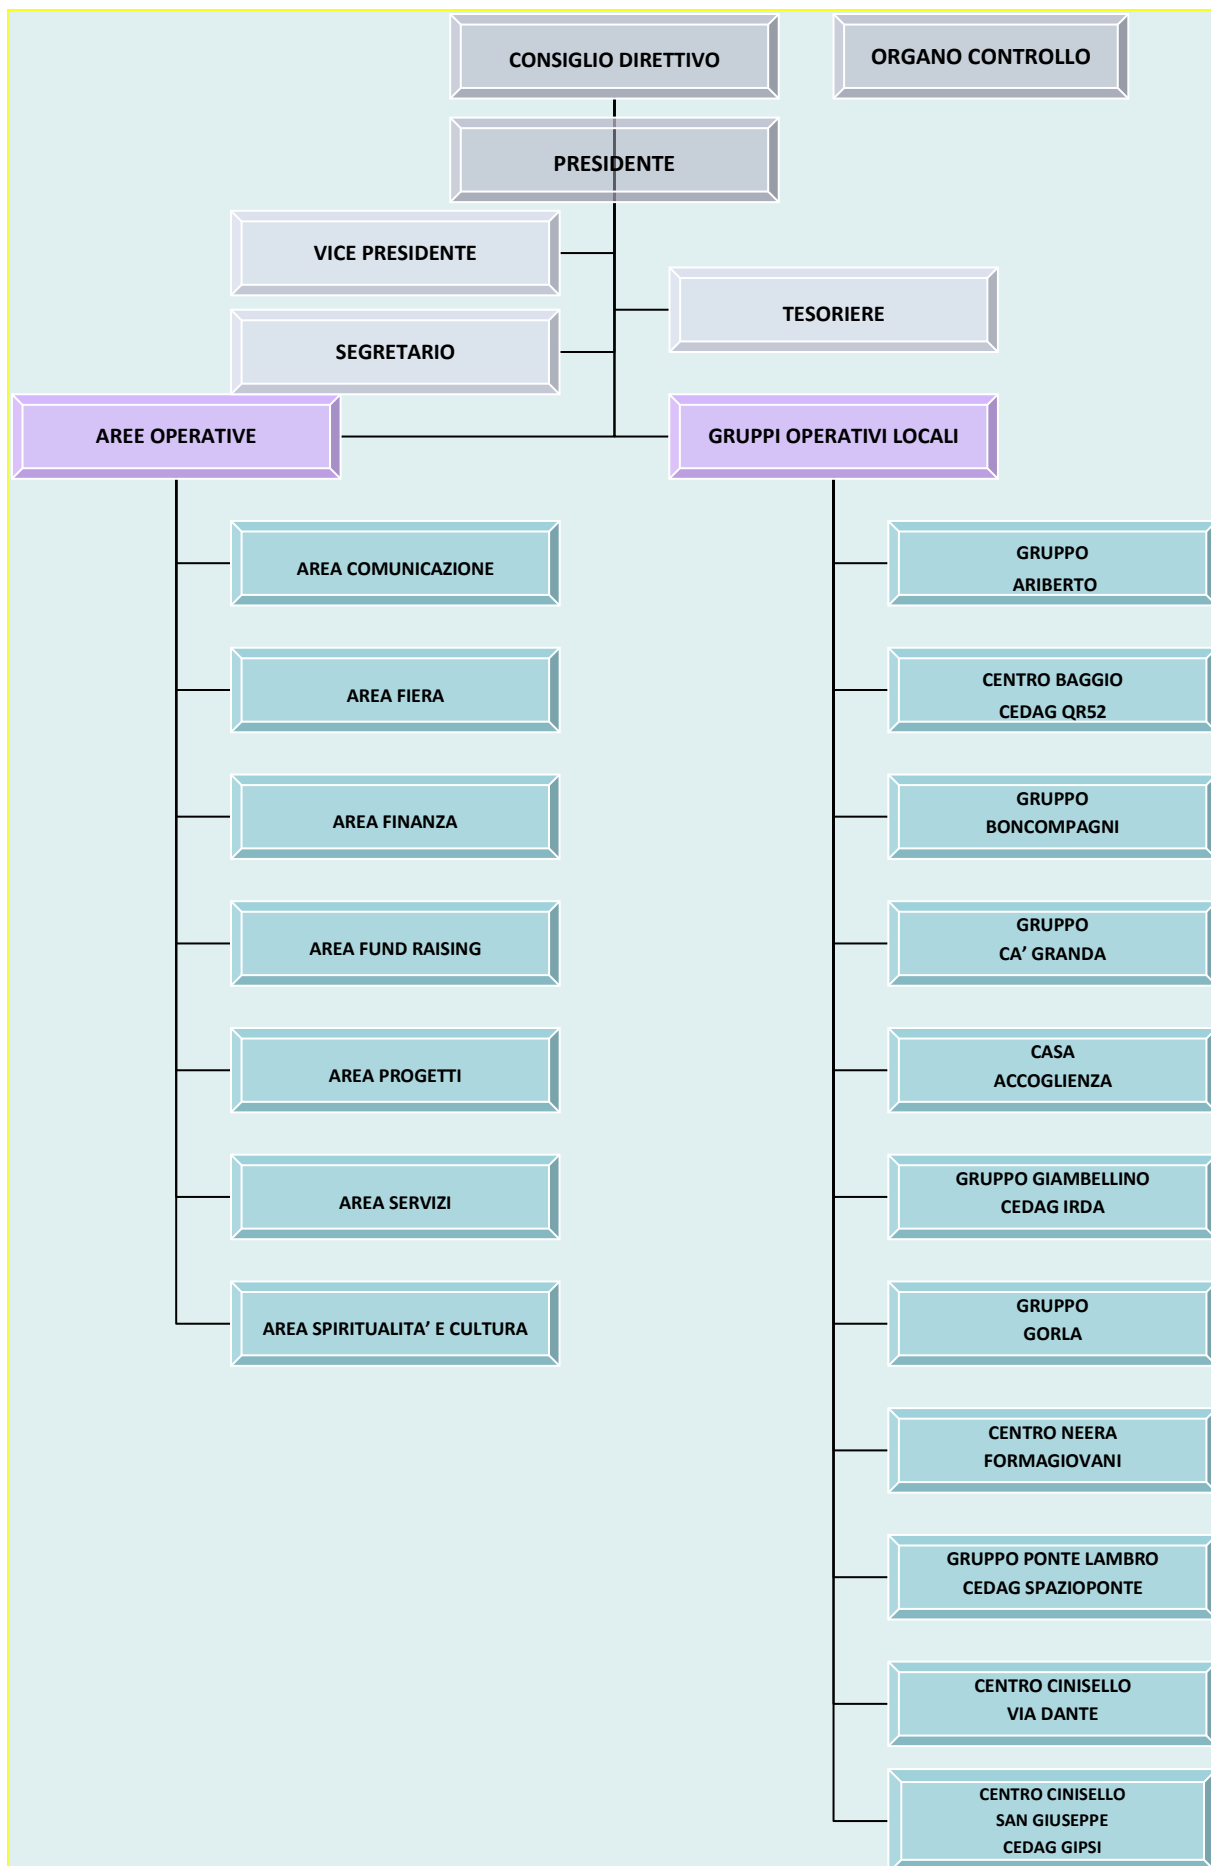 CONSIGLIO DIRETTIVO
ORGANO CONTROLLO
PRESIDENTE
VICE PRESIDENTE
TESORIERE
SEGRETARIO
AREE OPERATIVE
GRUPPI OPERATIVI LOCALI
AREA COMUNICAZIONE
AREA FIERA
AREA FINANZA
AREA FUND RAISING
AREA PROGETTI
AREA SERVIZI
AREA SPIRITUALITA’ E CULTURA
GRUPPO
ARIBERTO
CENTRO BAGGIO
CEDAG QR52
GRUPPO
BONCOMPAGNI
GRUPPO
CA’ GRANDA
CASA
ACCOGLIENZA
GRUPPO GIAMBELLINO
CEDAG IRDA
GRUPPO
GORLA
CENTRO NEERA
FORMAGIOVANI
GRUPPO PONTE LAMBRO
CEDAG SPAZIOPONTE
CENTRO CINISELLO
VIA DANTE
CENTRO CINISELLO
SAN GIUSEPPE
CEDAG GIPSI